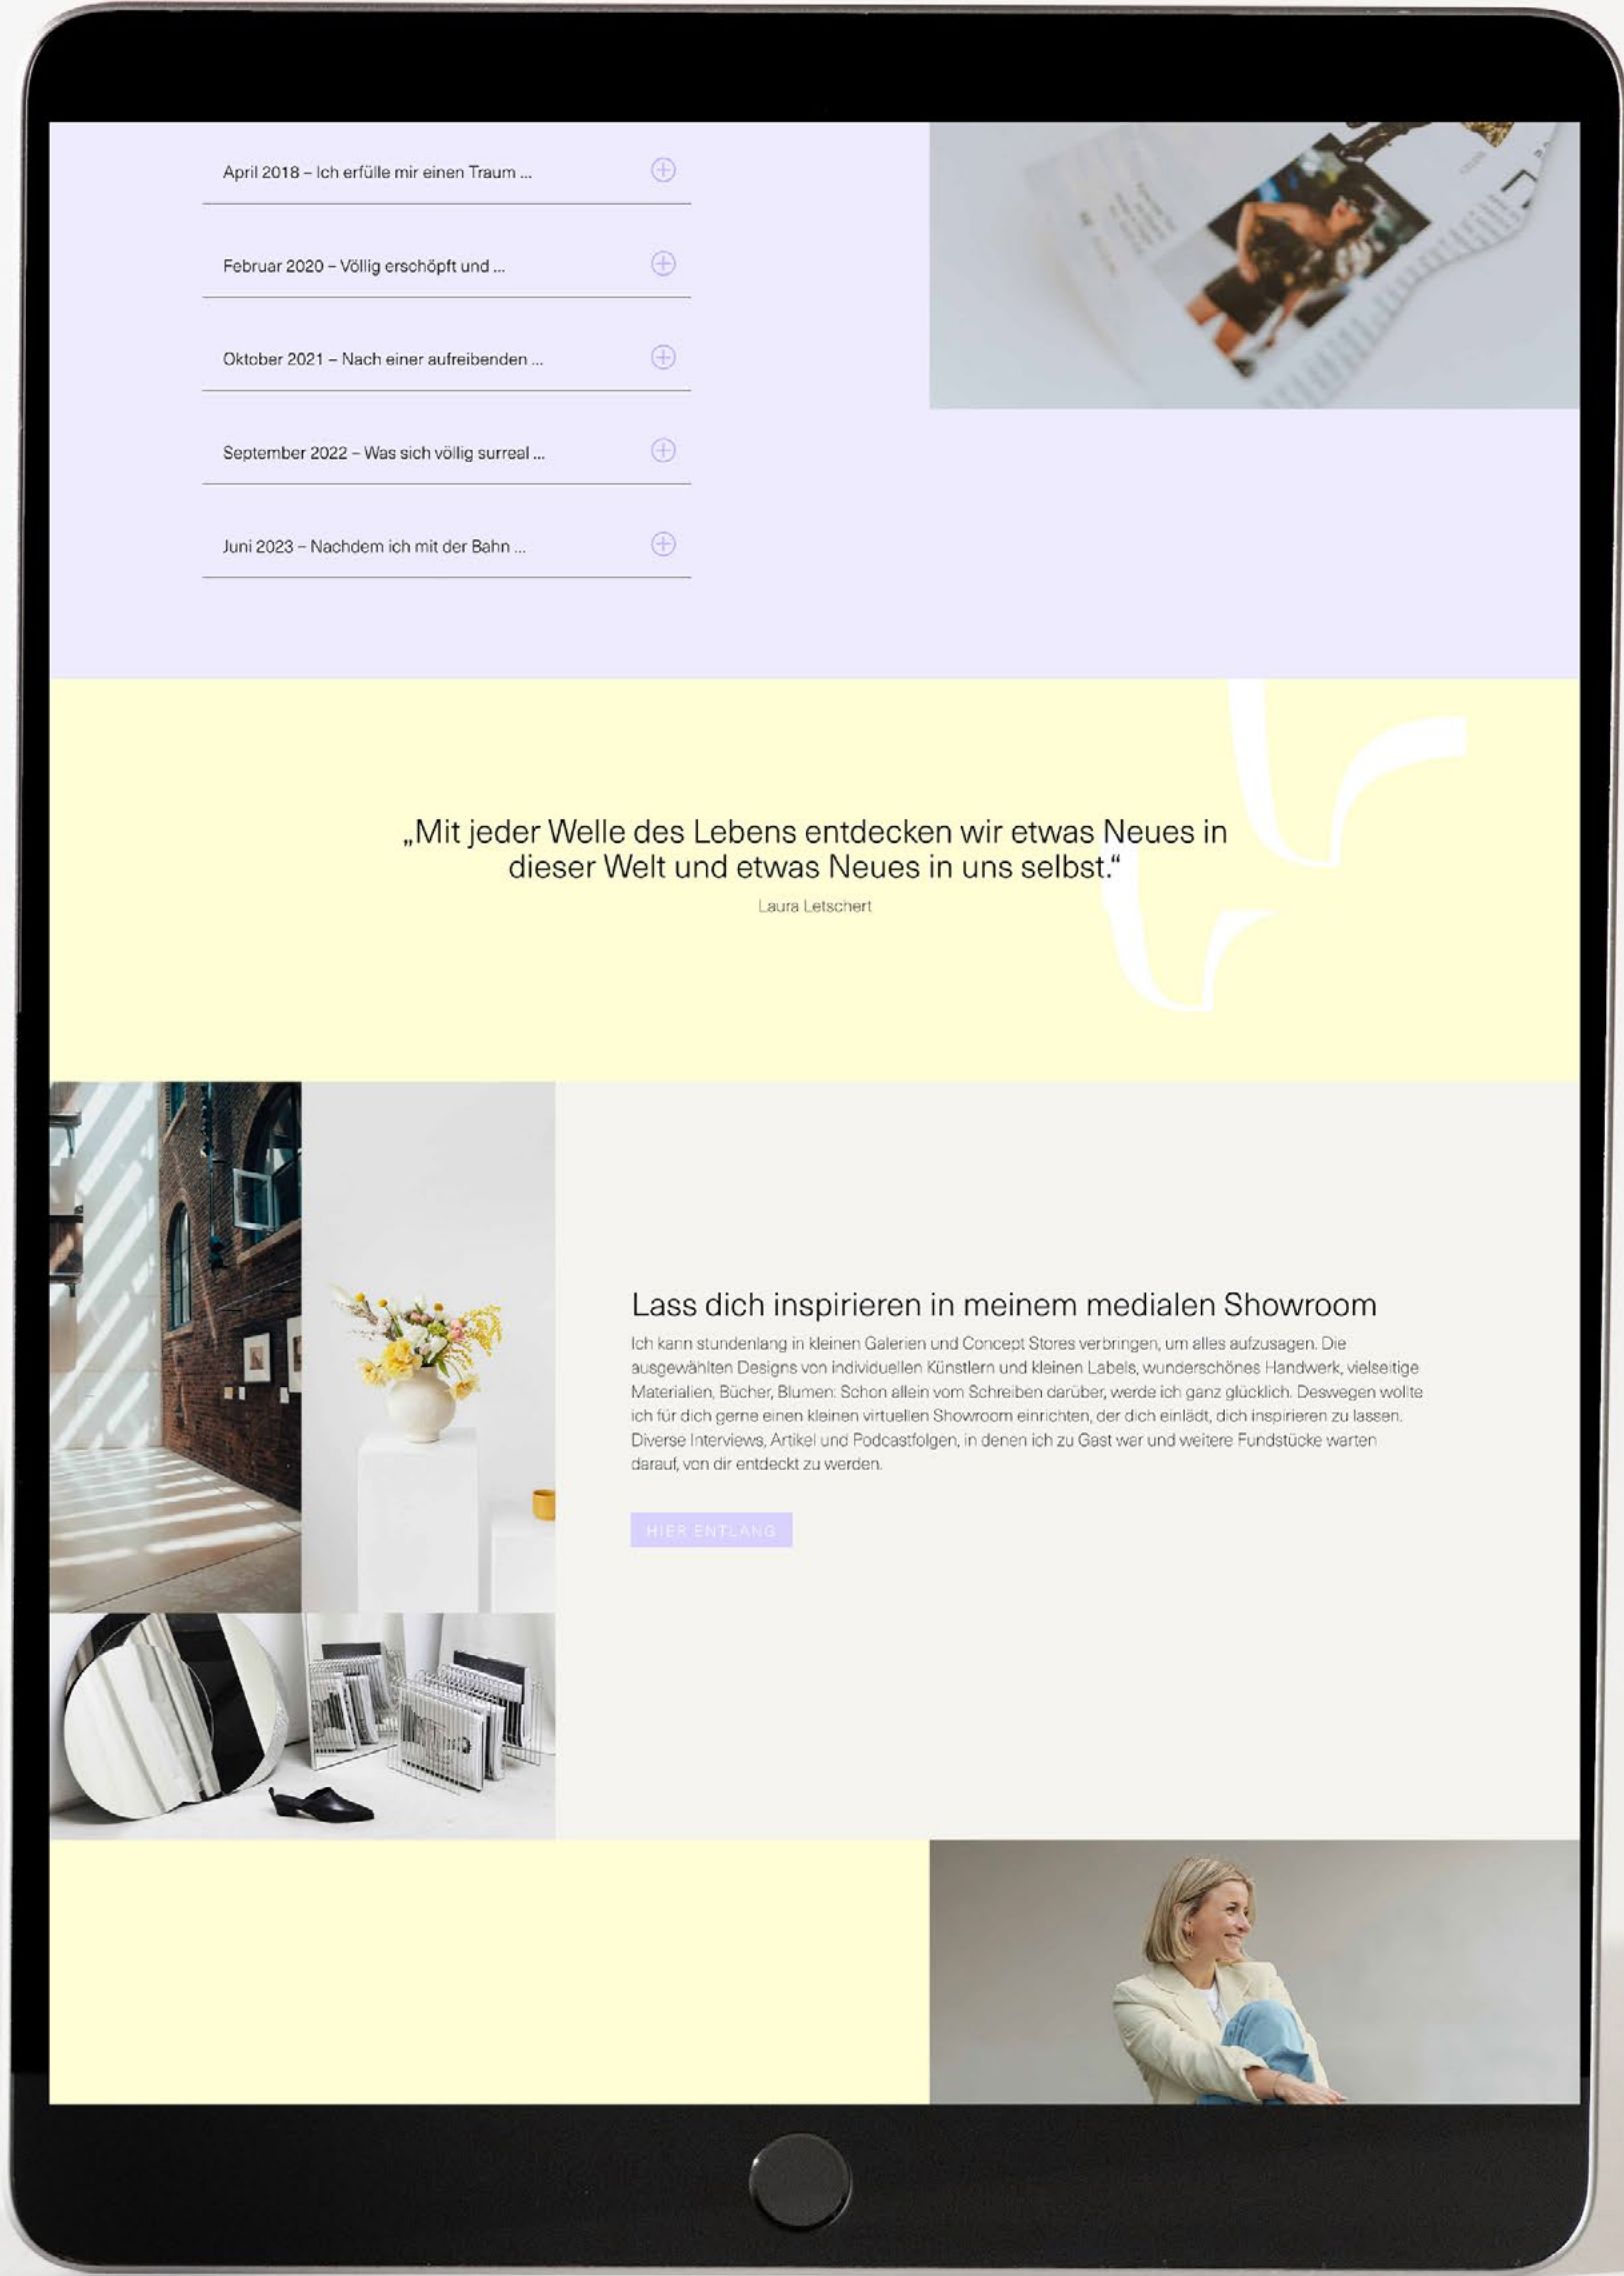 April 2018 – Ich erfülle mir einen Traum ...
Februar 2020 – Völlig erschöpft und ...
Oktober 2021 – Nach einer aufreibenden ...
September 2022 – Was sich völlig surreal ...
Juni 2023 – Nachdem ich mit der Bahn ...
„Mit jeder Welle des Lebens entdecken wir etwas Neues in
dieser Welt und etwas Neues in uns selbst.“
Laura Letschert
Lass dich inspirieren in meinem medialen Showroom
Ich kann stundenlang in kleinen Galerien und Concept Stores verbringen, um alles aufzusagen. Die
ausgewählten Designs von individuellen Künstlern und kleinen Labels, wunderschönes Handwerk, vielseitige
Materialien, Bücher, Blumen: Schon allein vom Schreiben darüber, werde ich ganz glücklich. Deswegen wollte
ich für dich gerne einen kleinen virtuellen Showroom einrichten, der dich einlädt, dich inspirieren zu lassen.
Diverse Interviews, Artikel und Podcastfolgen, in denen ich zu Gast war und weitere Fundstücke warten
darauf, von dir entdeckt zu werden.
HIER ENTLANG